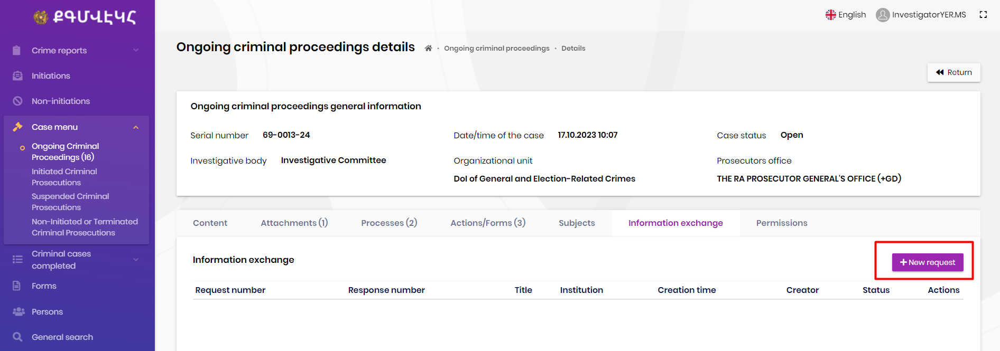 ՔԳՄՎԷԿՀ
English
InvestigatorYER.MS
Crime reports
Initiations
Non-initiations
Case menu
Ongoing Criminal
Proceedings (16)
Initiated Criminal
Prosecutions
Suspended Criminal
Prosecutions
Non-Initiated or Terminated
Criminal Prosecutions
Criminal cases
completed
Forms
Persons
General search
Ongoing criminal proceedings details
Ongoing criminal proceedings • Details
Return
Ongoing criminal proceedings general information
Serial number 69-0013-24
Date/time of the case 17.10.2023 10:07
Case status Open
Investigative body Investigative Committee
Organizational unit
DoI of General and Election-Related Crimes
Prosecutors office
THE RA PROSECUTOR GENERAL'S OFFICE (+GD)
Content Attachments (1) Processes (2) Actions/Forms (3) Subjects Information exchange Permissions
Information exchange
+ New request
Request number Response number Title Institution Creation time Creator Status Actions